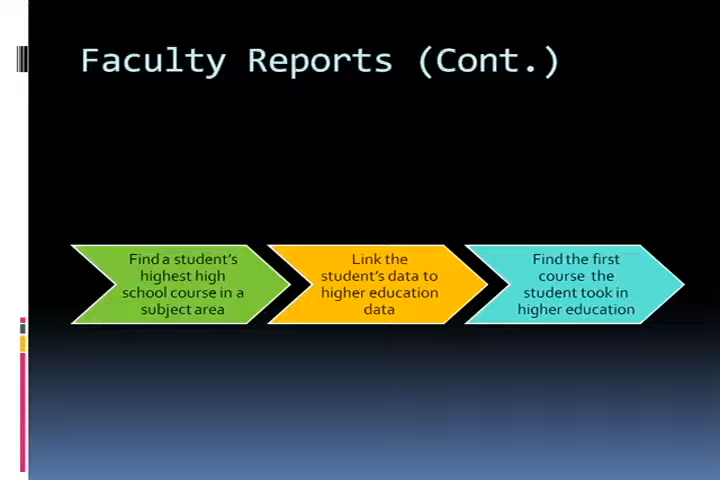 Faculty Reports (Cont.)
Find a student's
highest high
school course in a
subject area
Link the
student's data to
higher education
data
Find the first
course the
student took in
higher education